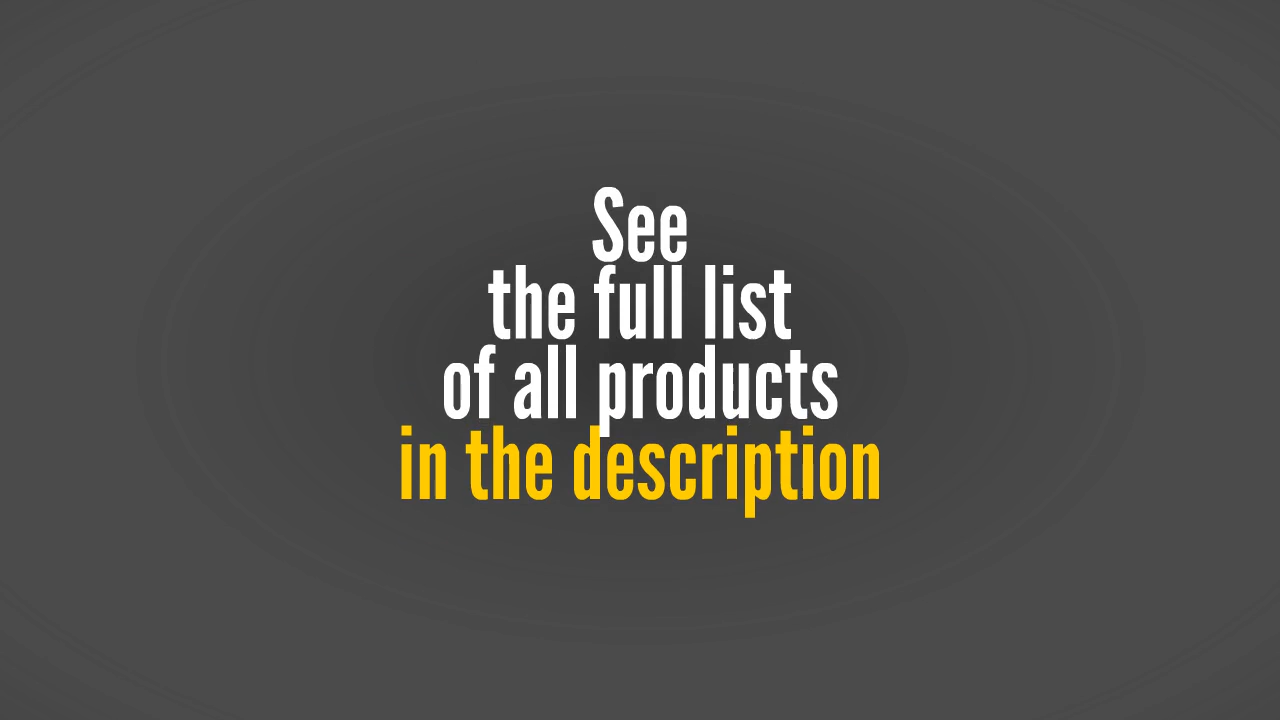 See
the full list
of all products
in the description